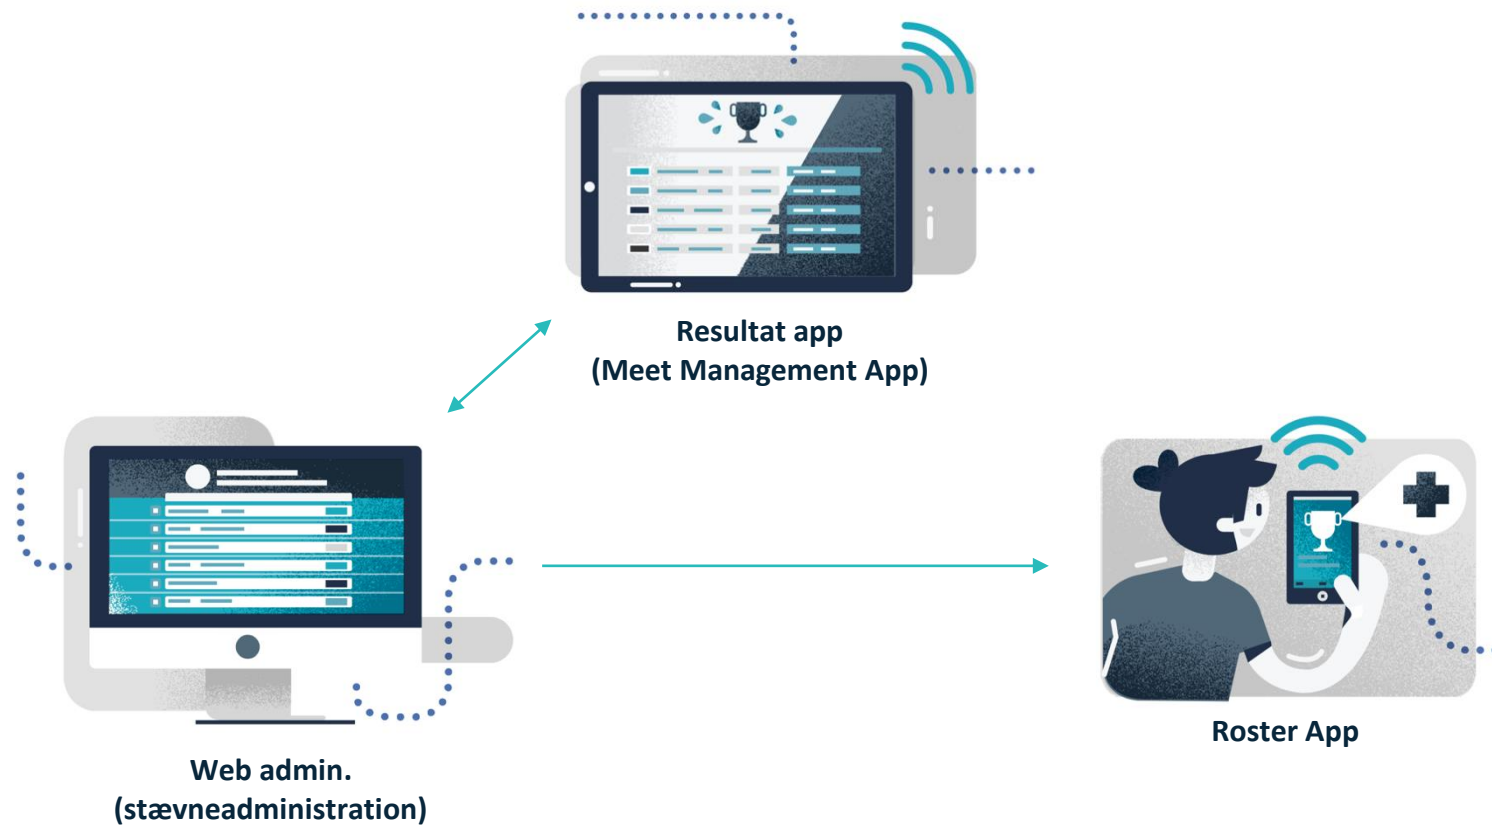 Resultat app
(Meet Management App)
Roster App
Web admin.
(stævneadministration)